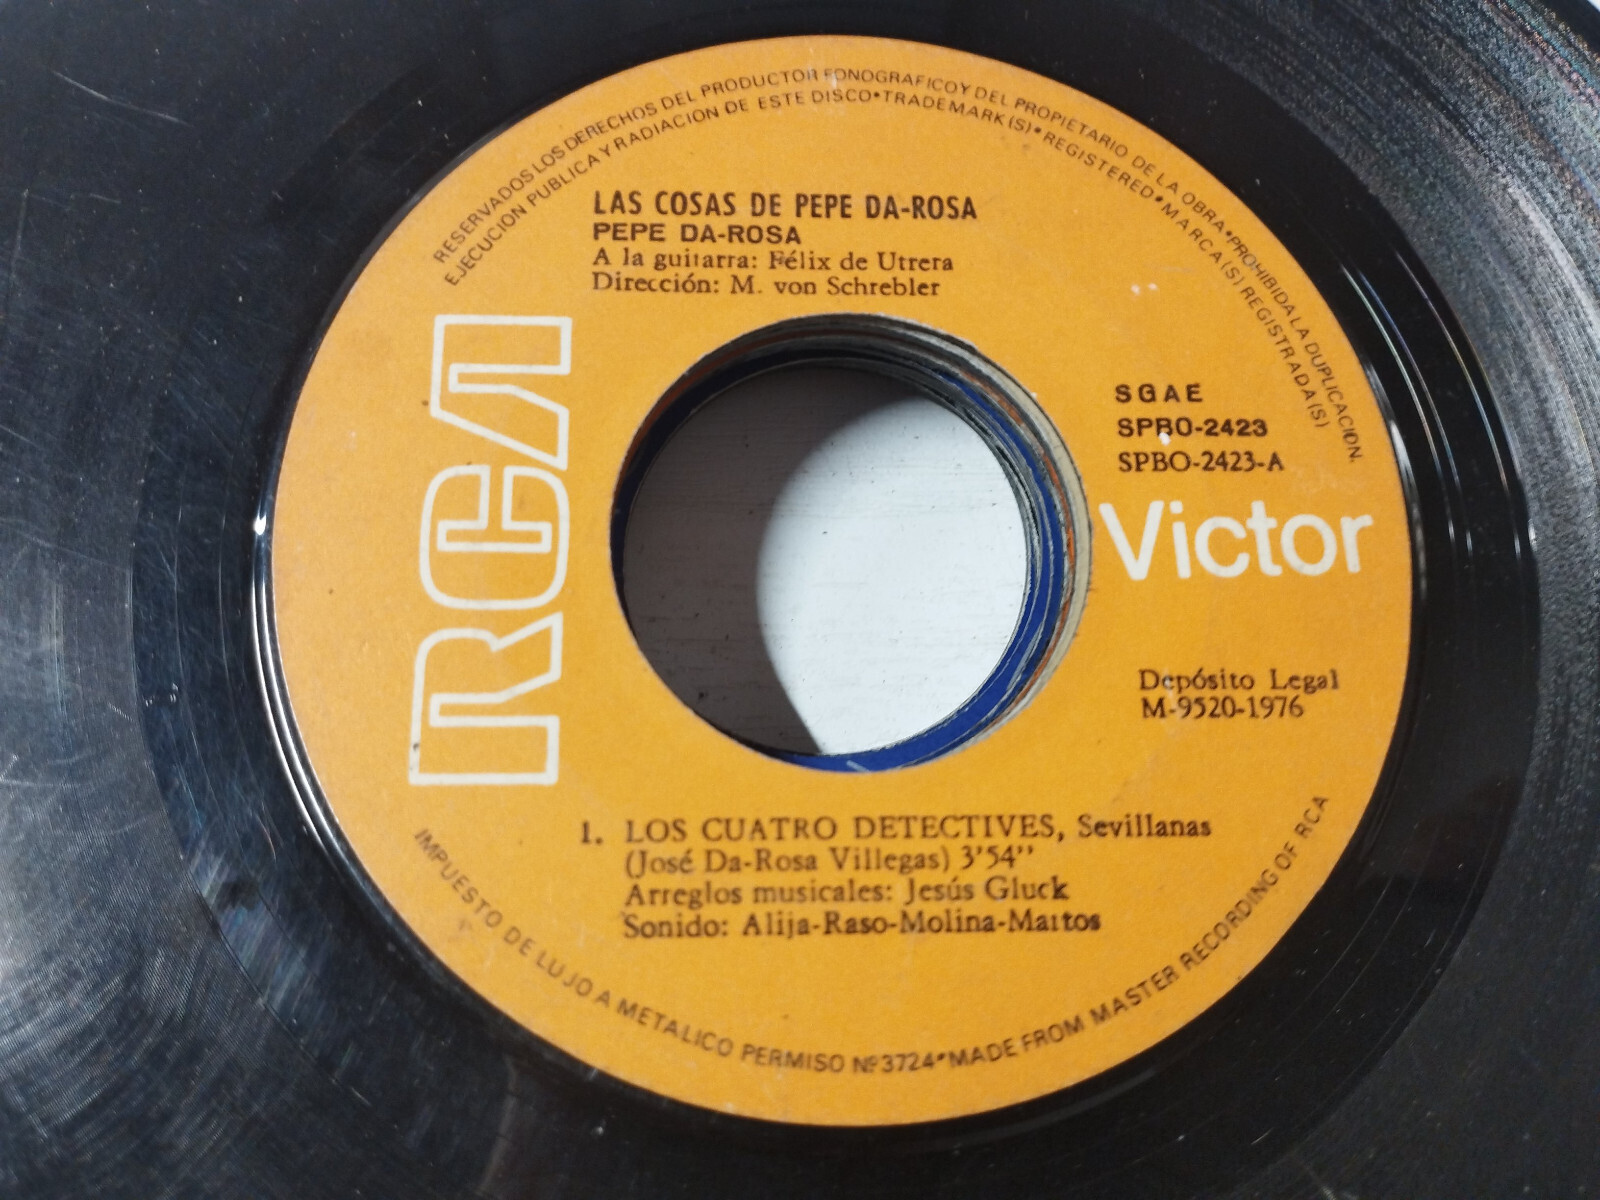 RESERVADOS LOS DERECHOS DEL PRODUCTOR FONOGRAFICO Y DEL PROPIETARIO DE LA OBRA•PROHIBIDA LA DUPLICACION.
EJECUCION PUBLICA Y RADIACION DE ESTE DISCO•TRADEMARK(S)•REGISTERED•MARCA(S) REGISTRADA(S)
LAS COSAS DE PEPE DA-ROSA
PEPE DA-ROSA
A la guitarra: Félix de Utrera
Dirección: M. von Schrebler
SGAE
SPBO-2423
SPBO-2423-A
RCA
Victor
Depósito Legal
M-9520-1976
1. LOS CUATRO DETECTIVES, Sevillanas
(José Da-Rosa Villegas) 3'54''
Arreglos musicales: Jesús Gluck
Sonido: Alija-Raso-Molina-Martos
IMPUESTO DE LUJO A METALICO PERMISO Nº 3724•MADE FROM MASTER RECORDING OF RCA